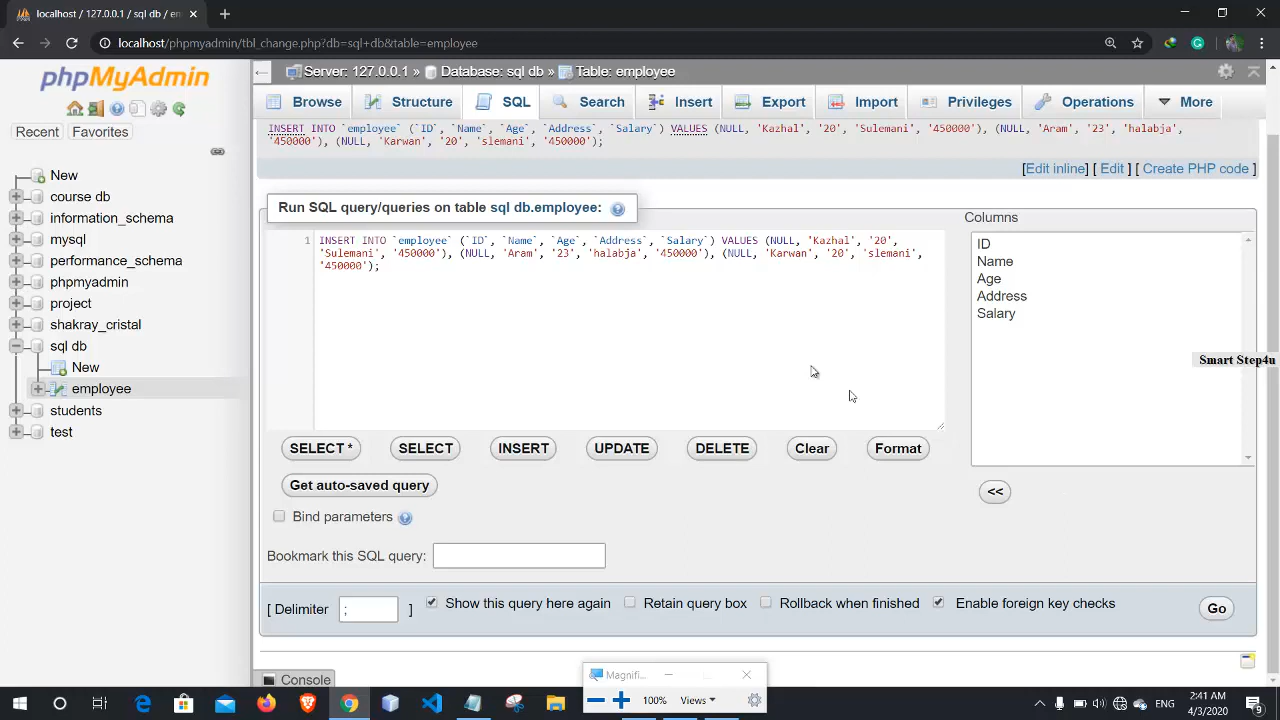 localhost / 127.0.0.1 / sql db / en
localhost/phpmyadmin/tbl_change.php?db=sql+db&table=employee
phpMyAdmin
Recent Favorites
New
course db
information_schema
mysql
performance_schema
phpmyadmin
project
shakray_cristal
sql db
New
employee
students
test
Server: 127.0.0.1 » Database: sql db » Table: employee
Browse Structure SQL Search Insert Export Import Privileges Operations More
INSERT INTO `employee` (`ID`, `Name`, `Age`, `Address`, `Salary`) VALUES (NULL, 'Kazhal', '20', 'Sulemani', '450000') (NULL, 'Aram', '23', 'halabja',
'450000'), (NULL, 'Karwan', '20', 'slemani', '450000');
[Edit inline] [ Edit ] [ Create PHP code ]
Run SQL query/queries on table sql db.employee:
1 INSERT INTO `employee` (`ID`, `Name`, `Age`, `Address`, `Salary`) VALUES (NULL, 'Kazhal', '20',
'Sulemani', '450000'), (NULL, 'Aram', '23', 'halabja', '450000'), (NULL, 'Karwan', '20', 'slemani',
'450000');
Columns
ID
Name
Age
Address
Salary
Smart Step4u
SELECT * SELECT INSERT UPDATE DELETE Clear Format
<<
Get auto-saved query
Bind parameters
Bookmark this SQL query:
[ Delimiter ; ] Show this query here again Retain query box Rollback when finished Enable foreign key checks Go
Console
Magnifi...
100% Views
2:41 AM
4/3/2020